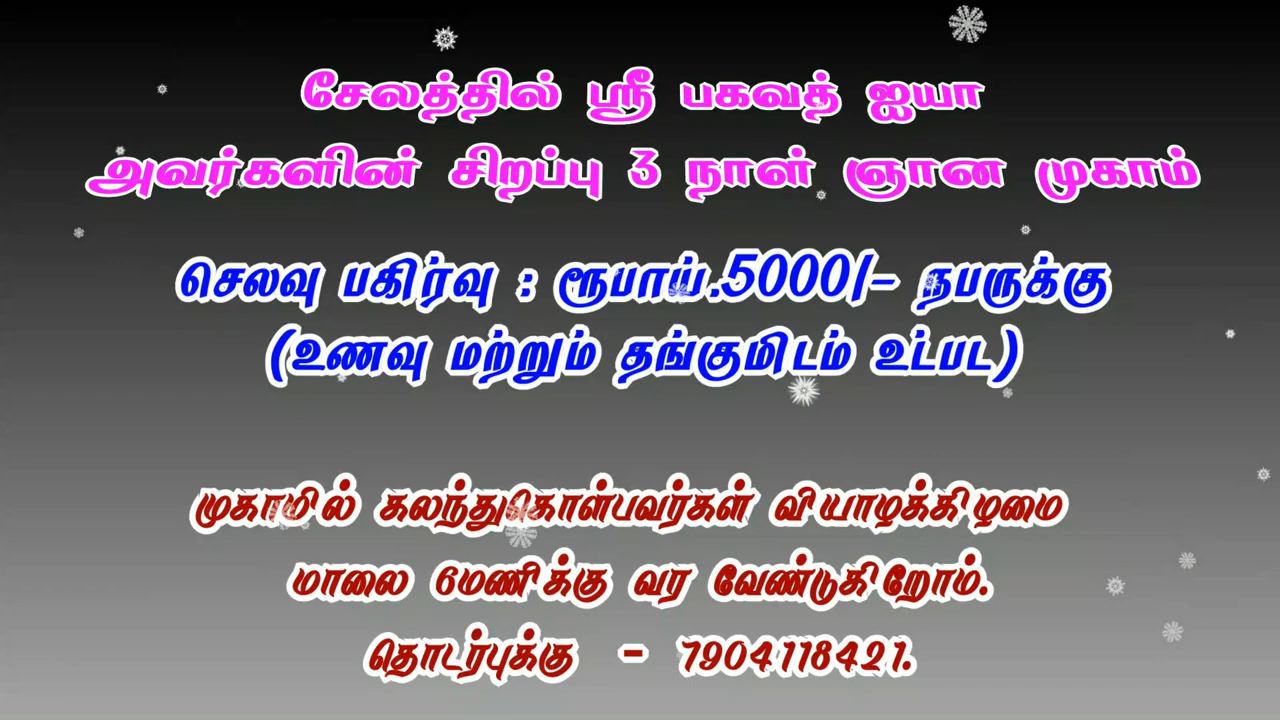 சேலத்தில் ஸ்ரீ பகவத் ஐயா
அவர்களின் சிறப்பு 3 நாள் ஞான முகாம்
செலவு பகிர்வு : ரூபாய்.5000/- நபருக்கு
(உணவு மற்றும் தங்குமிடம் உட்பட)
முகாமில் கலந்துகொள்பவர்கள் வியாழக்கிழமை
மாலை 6மணிக்கு வர வேண்டுகிறோம்.
தொடர்புக்கு - 7904118421.